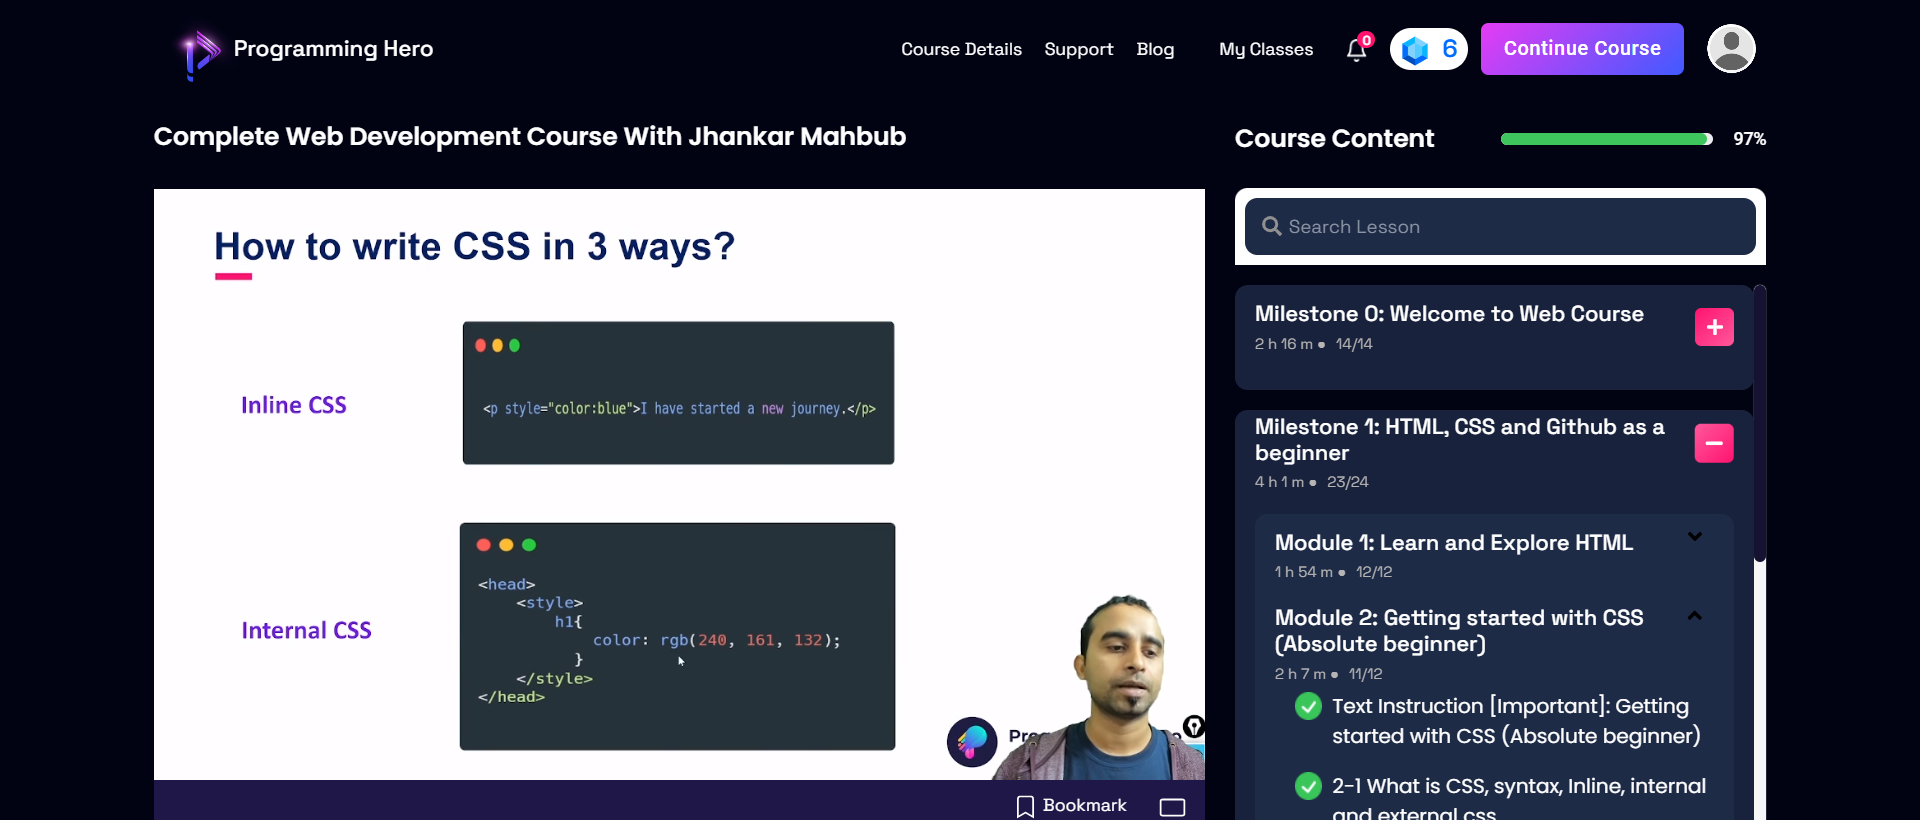 Programming Hero
Course Details Support Blog My Classes 0 6 Continue Course
Complete Web Development Course With Jhankar Mahbub
How to write CSS in 3 ways?
Inline CSS
<p style="color:blue">I have started a new journey.</p>
Internal CSS
<head>
<style>
h1{
color: rgb(240, 161, 132);
}
</style>
</head>
Bookmark
Course Content 97%
Search Lesson
Milestone 0: Welcome to Web Course
2 h 16 m • 14/14
Milestone 1: HTML, CSS and Github as a
beginner
4 h 1 m • 23/24
Module 1: Learn and Explore HTML
1 h 54 m • 12/12
Module 2: Getting started with CSS
(Absolute beginner)
2 h 7 m • 11/12
Text Instruction [Important]: Getting
started with CSS (Absolute beginner)
2-1 What is CSS, syntax, Inline, internal
and external css